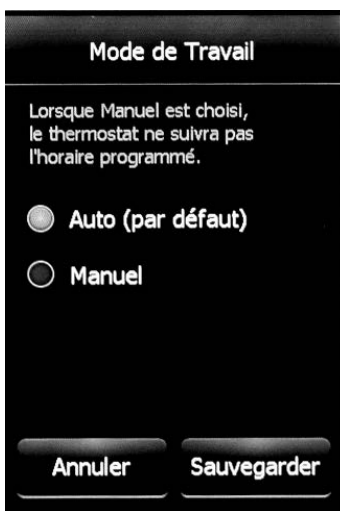 Mode de Travail
Lorsque Manuel est choisi,
le thermostat ne suivra pas
l'horaire programmé.
Auto (par défaut)
Manuel
Annuler
Sauvegarder